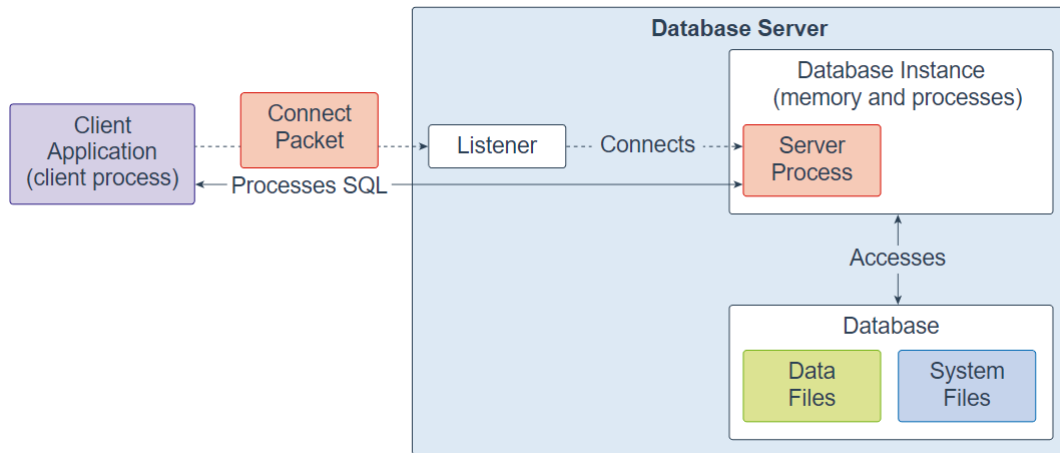 Database Server
Database Instance
(memory and processes)
Client
Application
(client process)
Connect
Packet
Listener
Connects
Server
Process
Processes SQL
Accesses
Database
Data
Files
System
Files